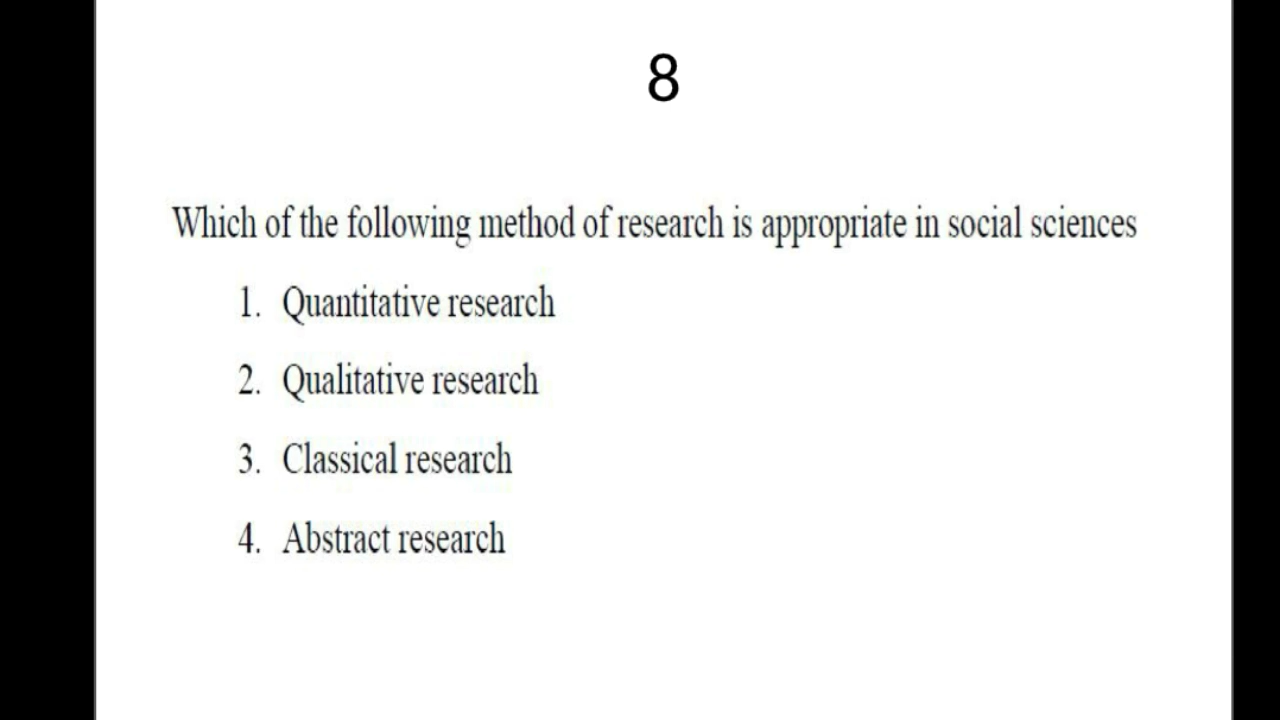 8
Which of the following method of research is appropriate in social sciences
1. Quantitative research
2. Qualitative research
3. Classical research
4. Abstract research